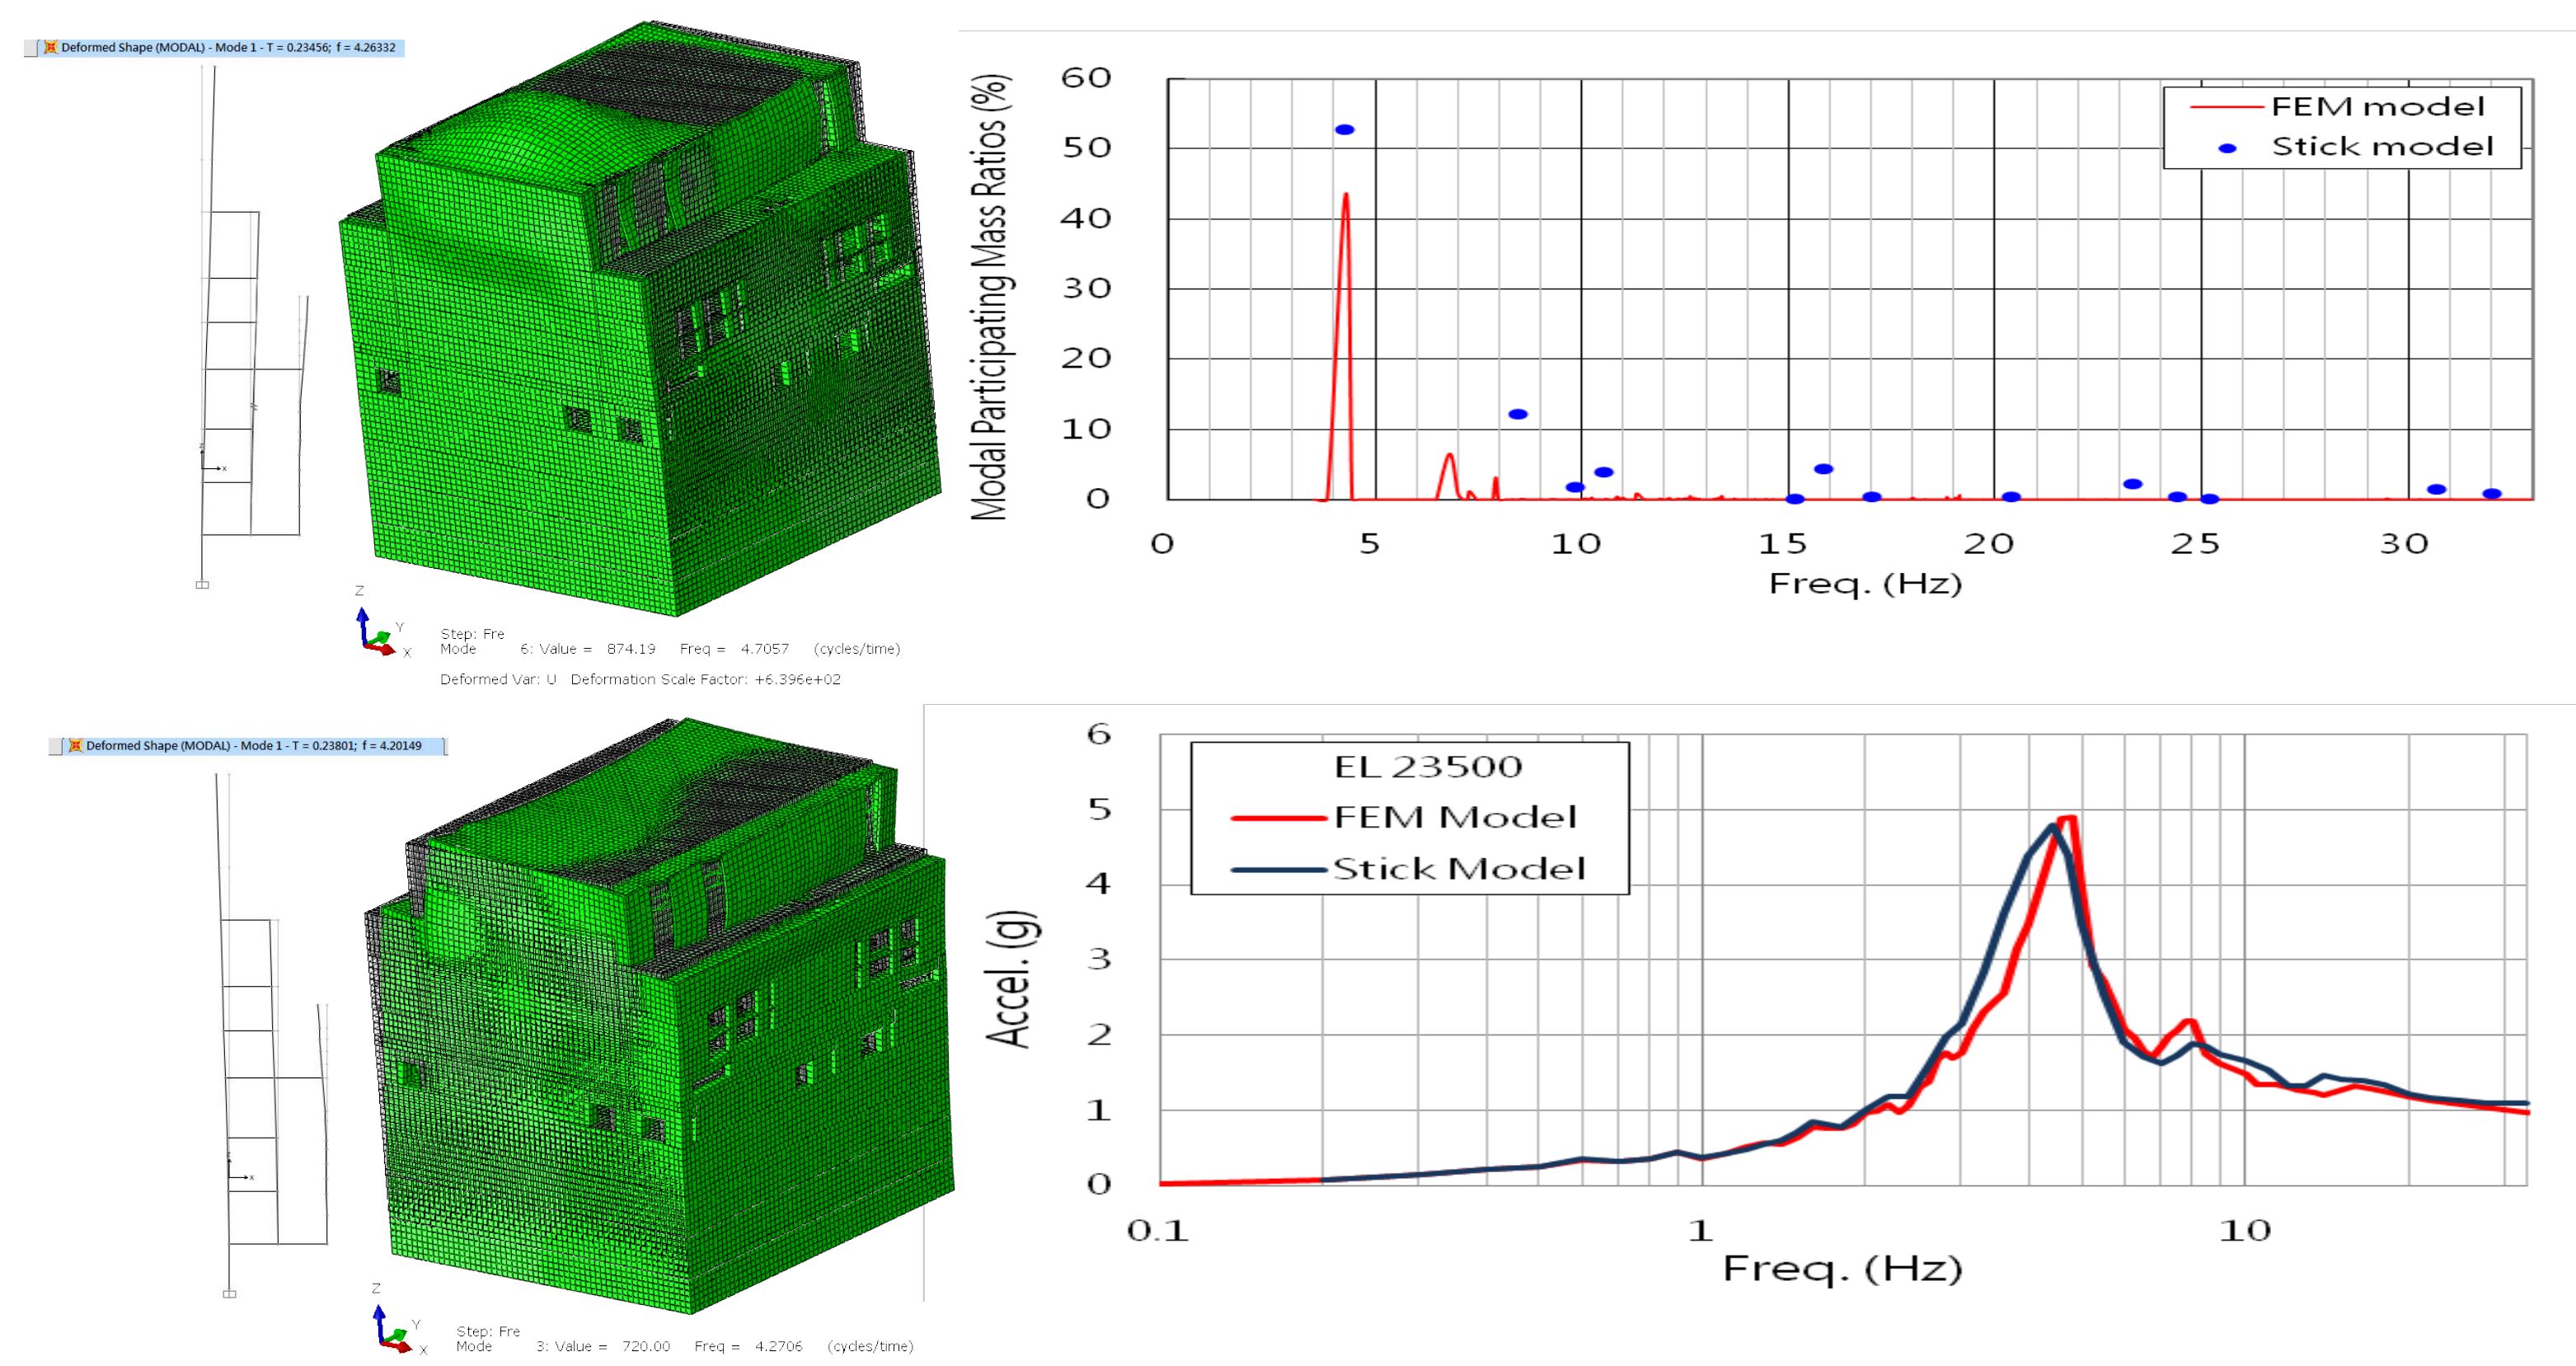 Deformed Shape (MODAL) - Mode 1 - T = 0.23456; f = 4.26332
Z
X
Z
Y
X
Step: Fre
Mode 6: Value = 874.19 Freq = 4.7057 (cycles/time)
Deformed Var: U Deformation Scale Factor: +6.396e+02
Modal Participating Mass Ratios (%)
60
50
40
30
20
10
0
FEM model
Stick model
0 5 10 15 20 25 30
Freq. (Hz)
Deformed Shape (MODAL) - Mode 1 - T = 0.23801; f = 4.20149
X
Z
Y
X
Step: Fre
Mode 3: Value = 720.00 Freq = 4.2706 (cycles/time)
Accel. (g)
6
5
4
3
2
1
0
EL 23500
FEM Model
Stick Model
0.1 1 10
Freq. (Hz)